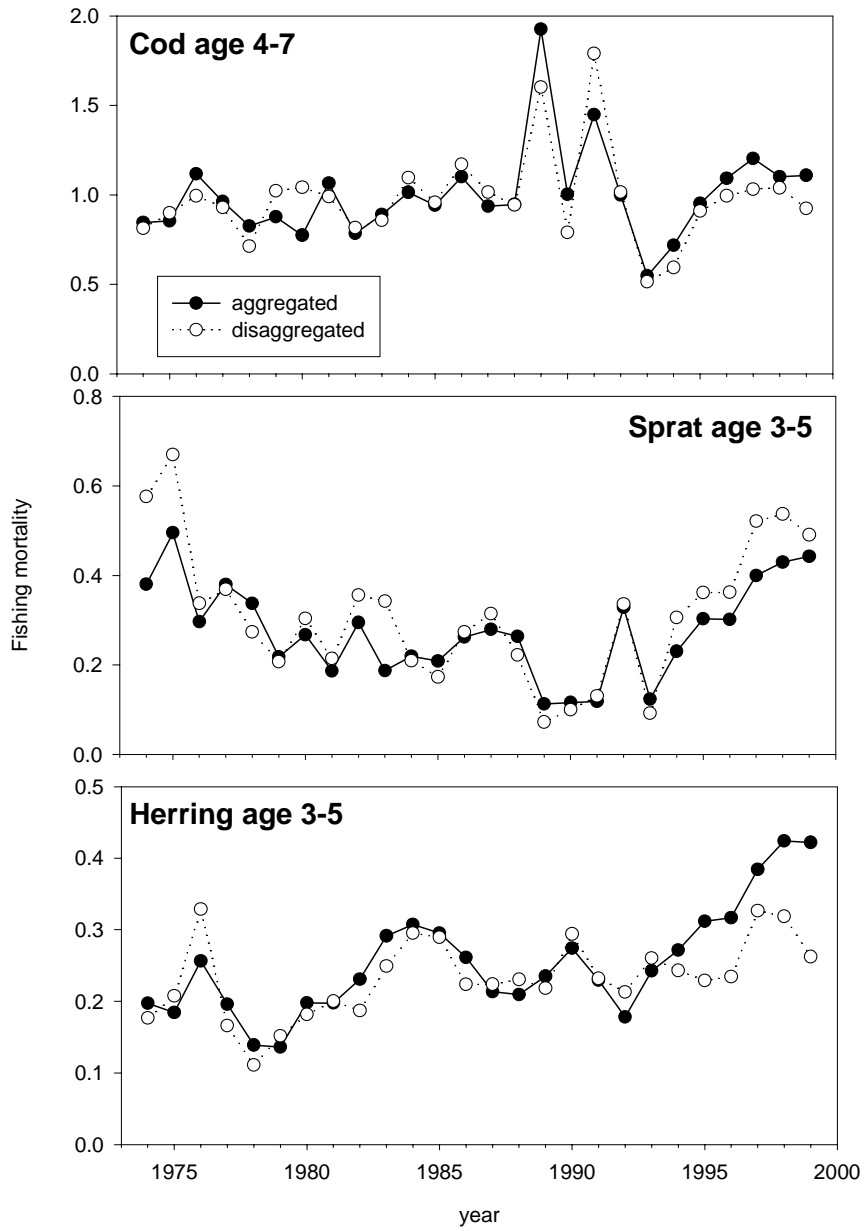 2.0
Cod age 4-7
1.5
1.0
0.5
aggregated
disaggregated
0.0
0.8
Sprat age 3-5
0.6
0.4
0.2
0.0
Fishing mortality
0.5
Herring age 3-5
0.4
0.3
0.2
0.1
0.0
1975 1980 1985 1990 1995 2000
year